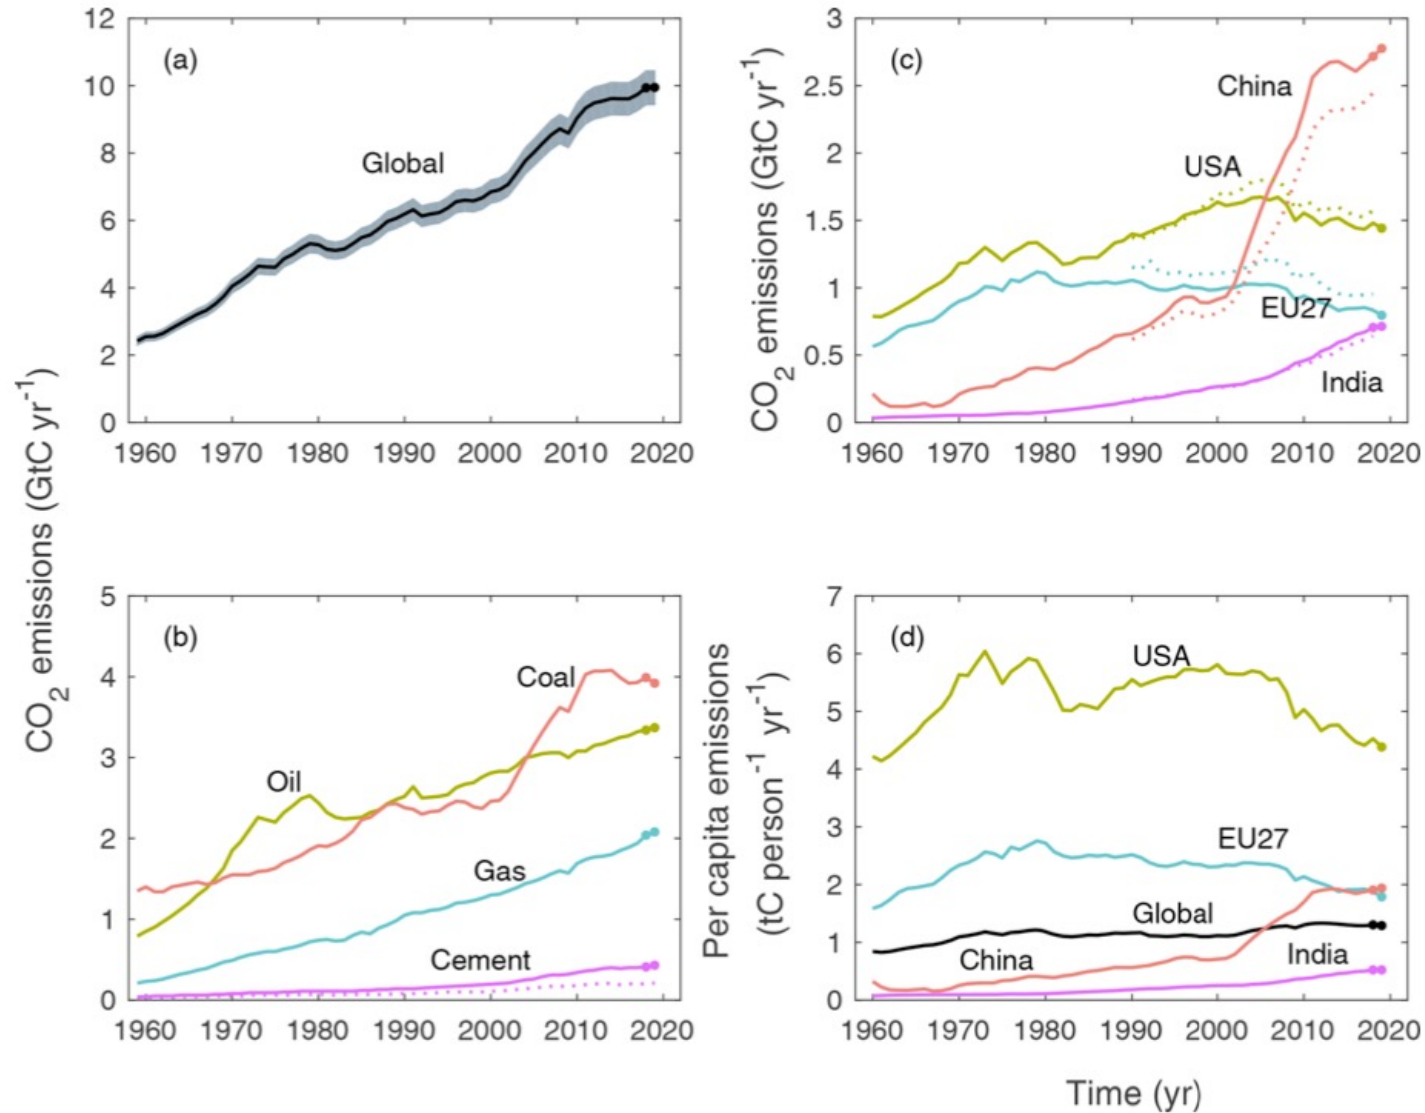 CO2 emissions (GtC yr-1)
12
10
8
6
4
2
0
(a)
Global
1960 1970 1980 1990 2000 2010 2020
CO2 emissions (GtC yr-1)
3
2.5
2
1.5
1
0.5
0
(c)
China
USA
EU27
India
1960 1970 1980 1990 2000 2010 2020
5
4
3
2
1
0
(b)
Coal
Oil
Gas
Cement
1960 1970 1980 1990 2000 2010 2020
Per capita emissions
(tC person-1 yr-1)
7
6
5
4
3
2
1
0
(d)
USA
EU27
Global
China
India
1960 1970 1980 1990 2000 2010 2020
Time (yr)